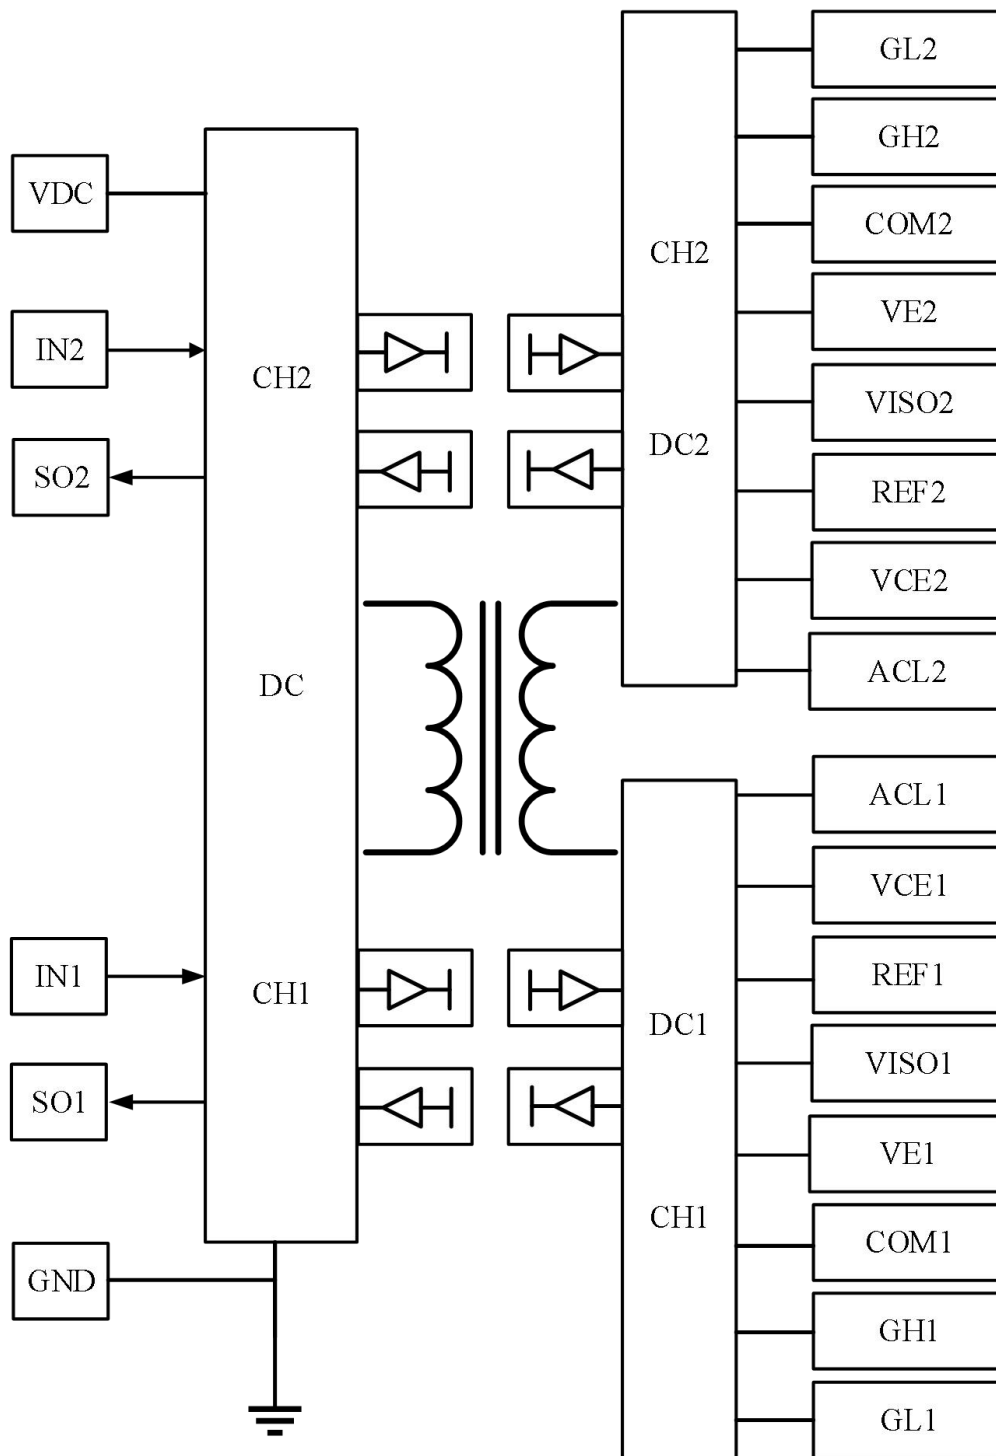 VDC
IN2
SO2
IN1
SO1
GND
CH2
DC
CH1
CH2
DC2
DC1
CH1
GL2
GH2
COM2
VE2
VISO2
REF2
VCE2
ACL2
ACL1
VCE1
REF1
VISO1
VE1
COM1
GH1
GL1